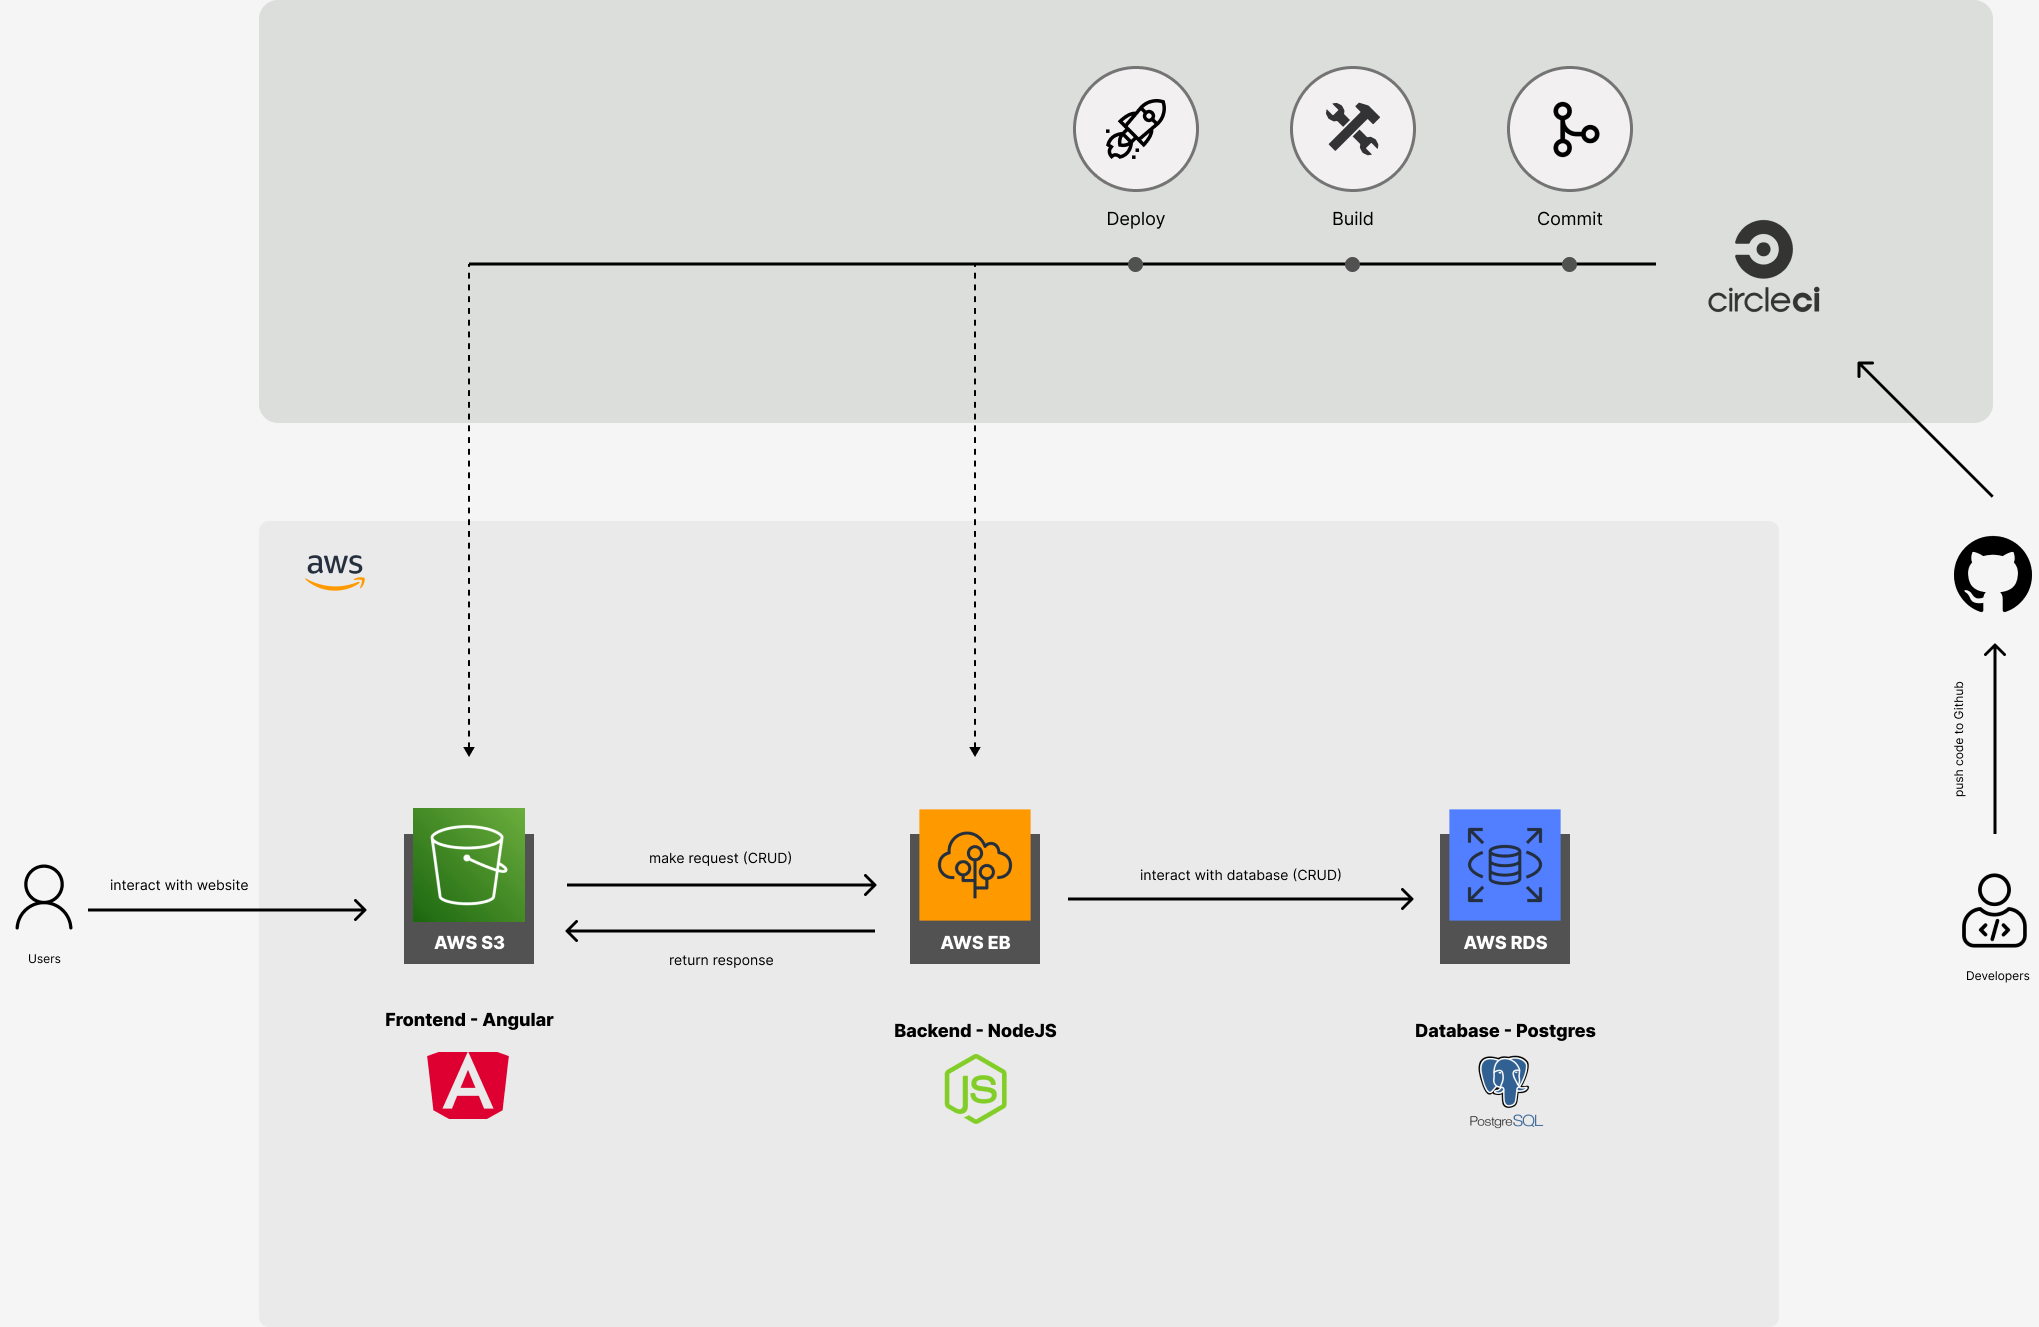 Deploy
Build
Commit
circleci
aws
push code to Github
make request (CRUD)
interact with database (CRUD)
interact with website
AWS S3
AWS EB
AWS RDS
return response
Users
Developers
Frontend - Angular
Backend - NodeJS
Database - Postgres
A
JS
PostgreSQL